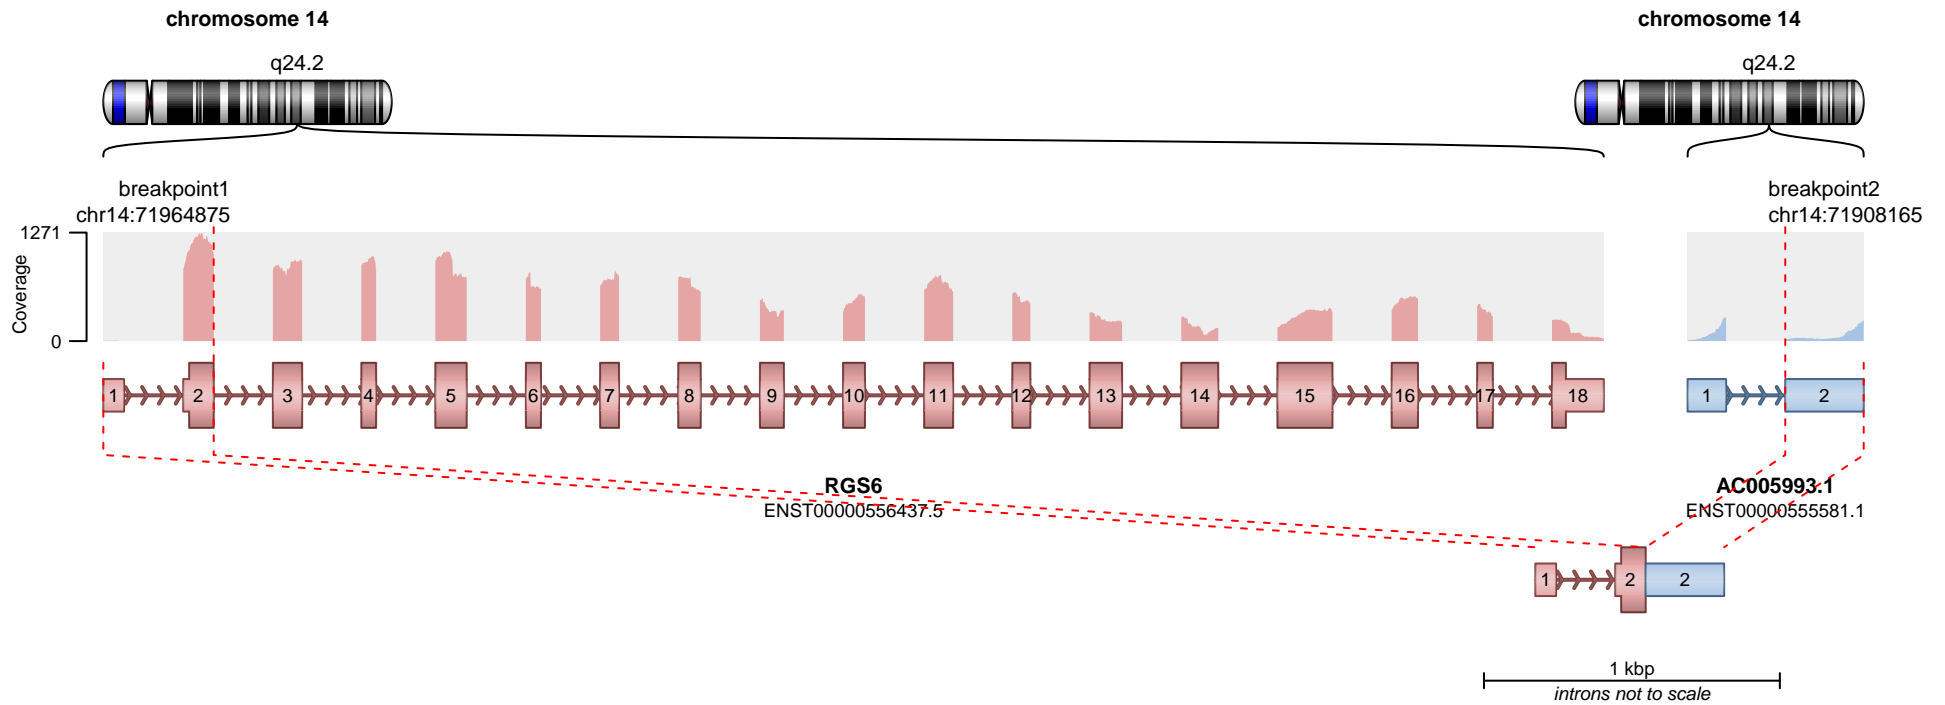 chromosome 14
chromosome 14
q24.2
q24.2
breakpoint1
chr14:71964875
breakpoint2
chr14:71908165
1271
0
Coverage
1 2 3 4 5 6 7 8 9 10 11 12 13 14 15 16 17 18
1 2
RGS6
ENST00000556437.5
AC005993.1
ENST00000555581.1
1 2 2
1 kbp
introns not to scale